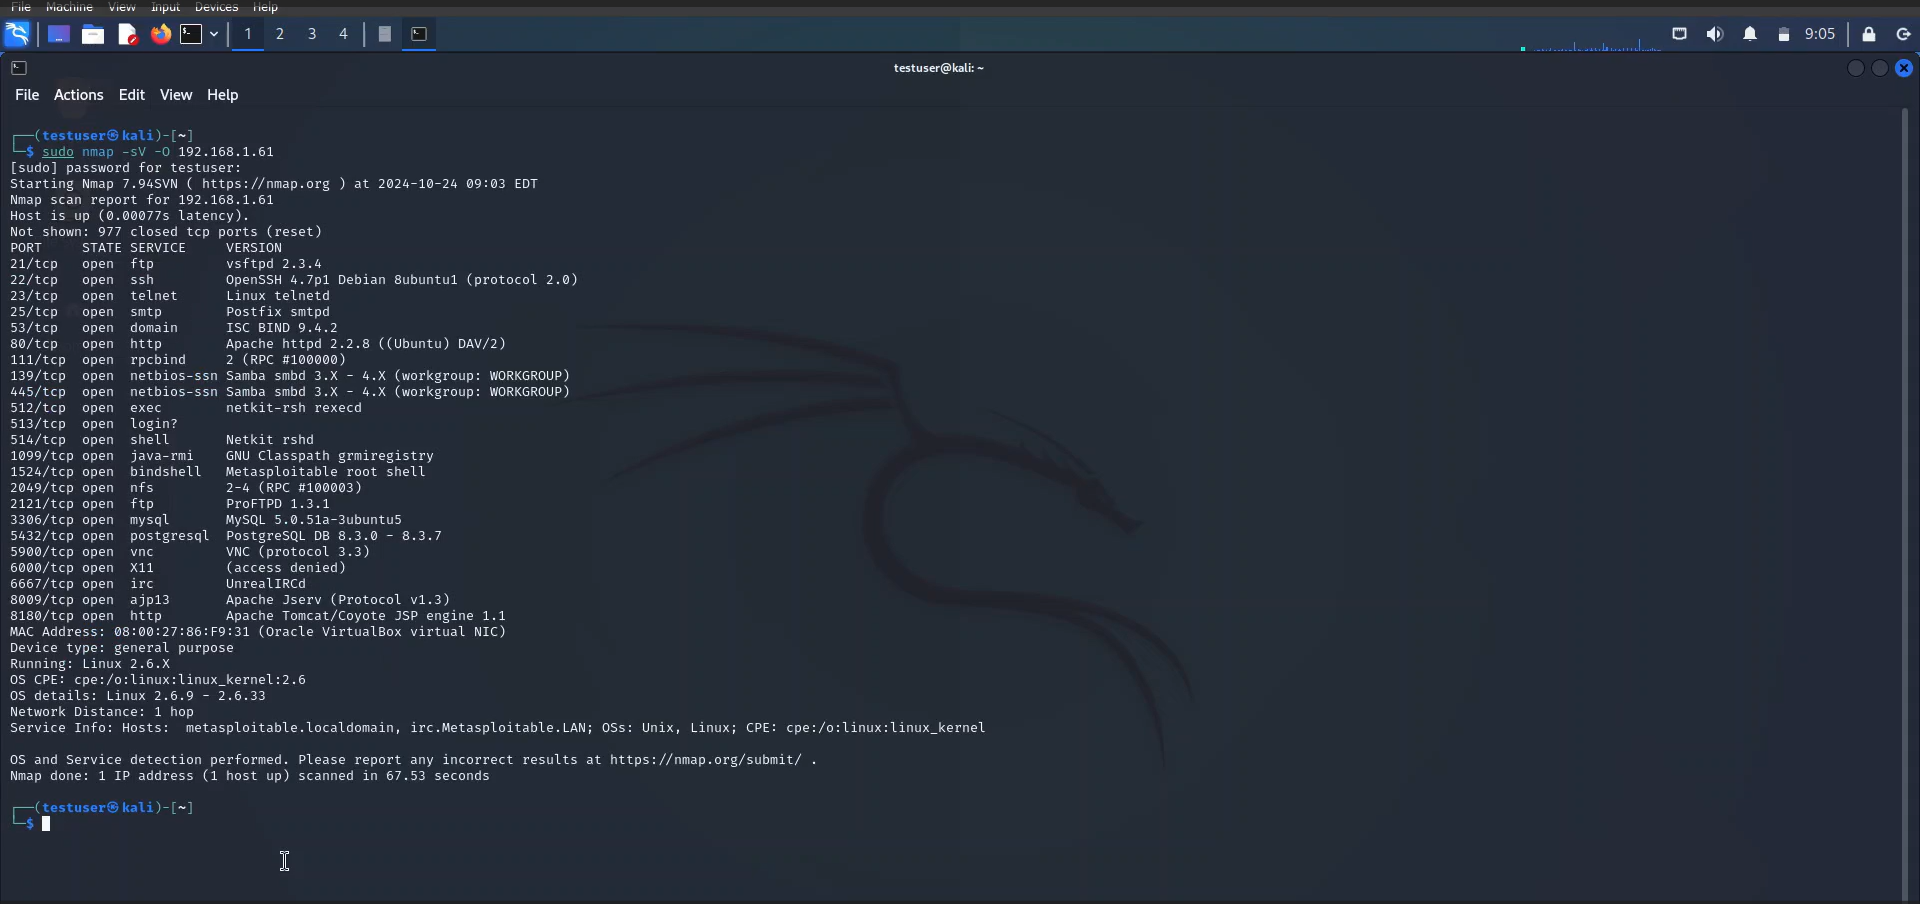 File Machine View Input Devices Help
1 2 3 4 9:05
testuser@kali: ~
File Actions Edit View Help
┌──(testuser㉿kali)-[~]
└─$ sudo nmap -sV -O 192.168.1.61
[sudo] password for testuser:
Starting Nmap 7.94SVN ( https://nmap.org ) at 2024-10-24 09:03 EDT
Nmap scan report for 192.168.1.61
Host is up (0.00077s latency).
Not shown: 977 closed tcp ports (reset)
PORT     STATE SERVICE     VERSION
21/tcp   open  ftp         vsftpd 2.3.4
22/tcp   open  ssh         OpenSSH 4.7p1 Debian 8ubuntu1 (protocol 2.0)
23/tcp   open  telnet      Linux telnetd
25/tcp   open  smtp        Postfix smtpd
53/tcp   open  domain      ISC BIND 9.4.2
80/tcp   open  http        Apache httpd 2.2.8 ((Ubuntu) DAV/2)
111/tcp  open  rpcbind     2 (RPC #100000)
139/tcp  open  netbios-ssn Samba smbd 3.X - 4.X (workgroup: WORKGROUP)
445/tcp  open  netbios-ssn Samba smbd 3.X - 4.X (workgroup: WORKGROUP)
512/tcp  open  exec        netkit-rsh rexecd
513/tcp  open  login?
514/tcp  open  shell       Netkit rshd
1099/tcp open  java-rmi    GNU Classpath grmiregistry
1524/tcp open  bindshell   Metasploitable root shell
2049/tcp open  nfs         2-4 (RPC #100003)
2121/tcp open  ftp         ProFTPD 1.3.1
3306/tcp open  mysql       MySQL 5.0.51a-3ubuntu5
5432/tcp open  postgresql  PostgreSQL DB 8.3.0 - 8.3.7
5900/tcp open  vnc         VNC (protocol 3.3)
6000/tcp open  X11         (access denied)
6667/tcp open  irc         UnrealIRCd
8009/tcp open  ajp13       Apache Jserv (Protocol v1.3)
8180/tcp open  http        Apache Tomcat/Coyote JSP engine 1.1
MAC Address: 08:00:27:86:F9:31 (Oracle VirtualBox virtual NIC)
Device type: general purpose
Running: Linux 2.6.X
OS CPE: cpe:/o:linux:linux_kernel:2.6
OS details: Linux 2.6.9 - 2.6.33
Network Distance: 1 hop
Service Info: Hosts:  metasploitable.localdomain, irc.Metasploitable.LAN; OSs: Unix, Linux; CPE: cpe:/o:linux:linux_kernel
OS and Service detection performed. Please report any incorrect results at https://nmap.org/submit/ .
Nmap done: 1 IP address (1 host up) scanned in 67.53 seconds
┌──(testuser㉿kali)-[~]
└─$